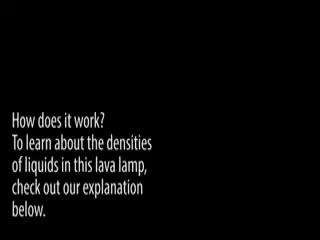 How does it work?
To learn about the densities
of liquids in this lava lamp,
check out our explanation
below.